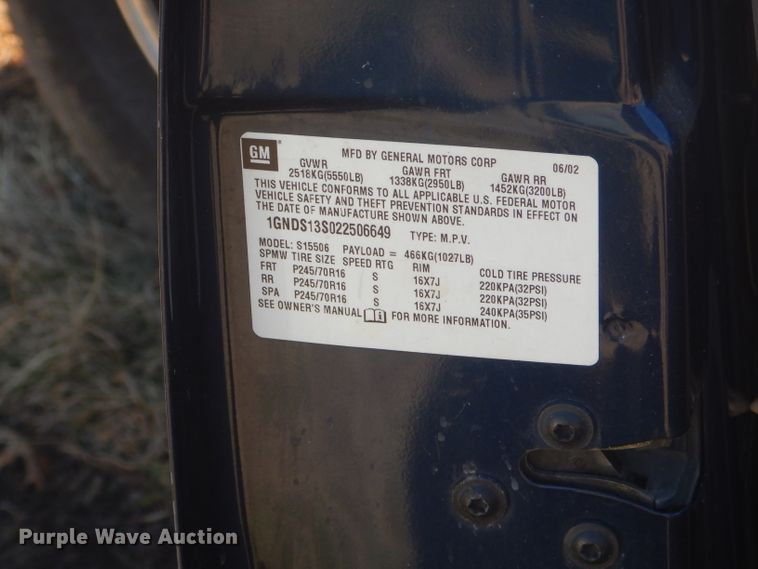 GM
MFD BY GENERAL MOTORS CORP 06/02
GVWR GAWR FRT GAWR RR
2518KG(5550LB) 1338KG(2950LB) 1452KG(3200LB)
THIS VEHICLE CONFORMS TO ALL APPLICABLE U.S. FEDERAL MOTOR
VEHICLE SAFETY AND THEFT PREVENTION STANDARDS IN EFFECT ON
THE DATE OF MANUFACTURE SHOWN ABOVE.
1GNDS13S022506649 TYPE: M.P.V.
MODEL: S15506 PAYLOAD = 466KG(1027LB)
SPMW TIRE SIZE SPEED RTG RIM COLD TIRE PRESSURE
FRT P245/70R16 S 16X7J 220KPA(32PSI)
RR P245/70R16 S 16X7J 220KPA(32PSI)
SPA P245/70R16 S 16X7J 240KPA(35PSI)
SEE OWNER'S MANUAL FOR MORE INFORMATION.
Purple Wave Auction